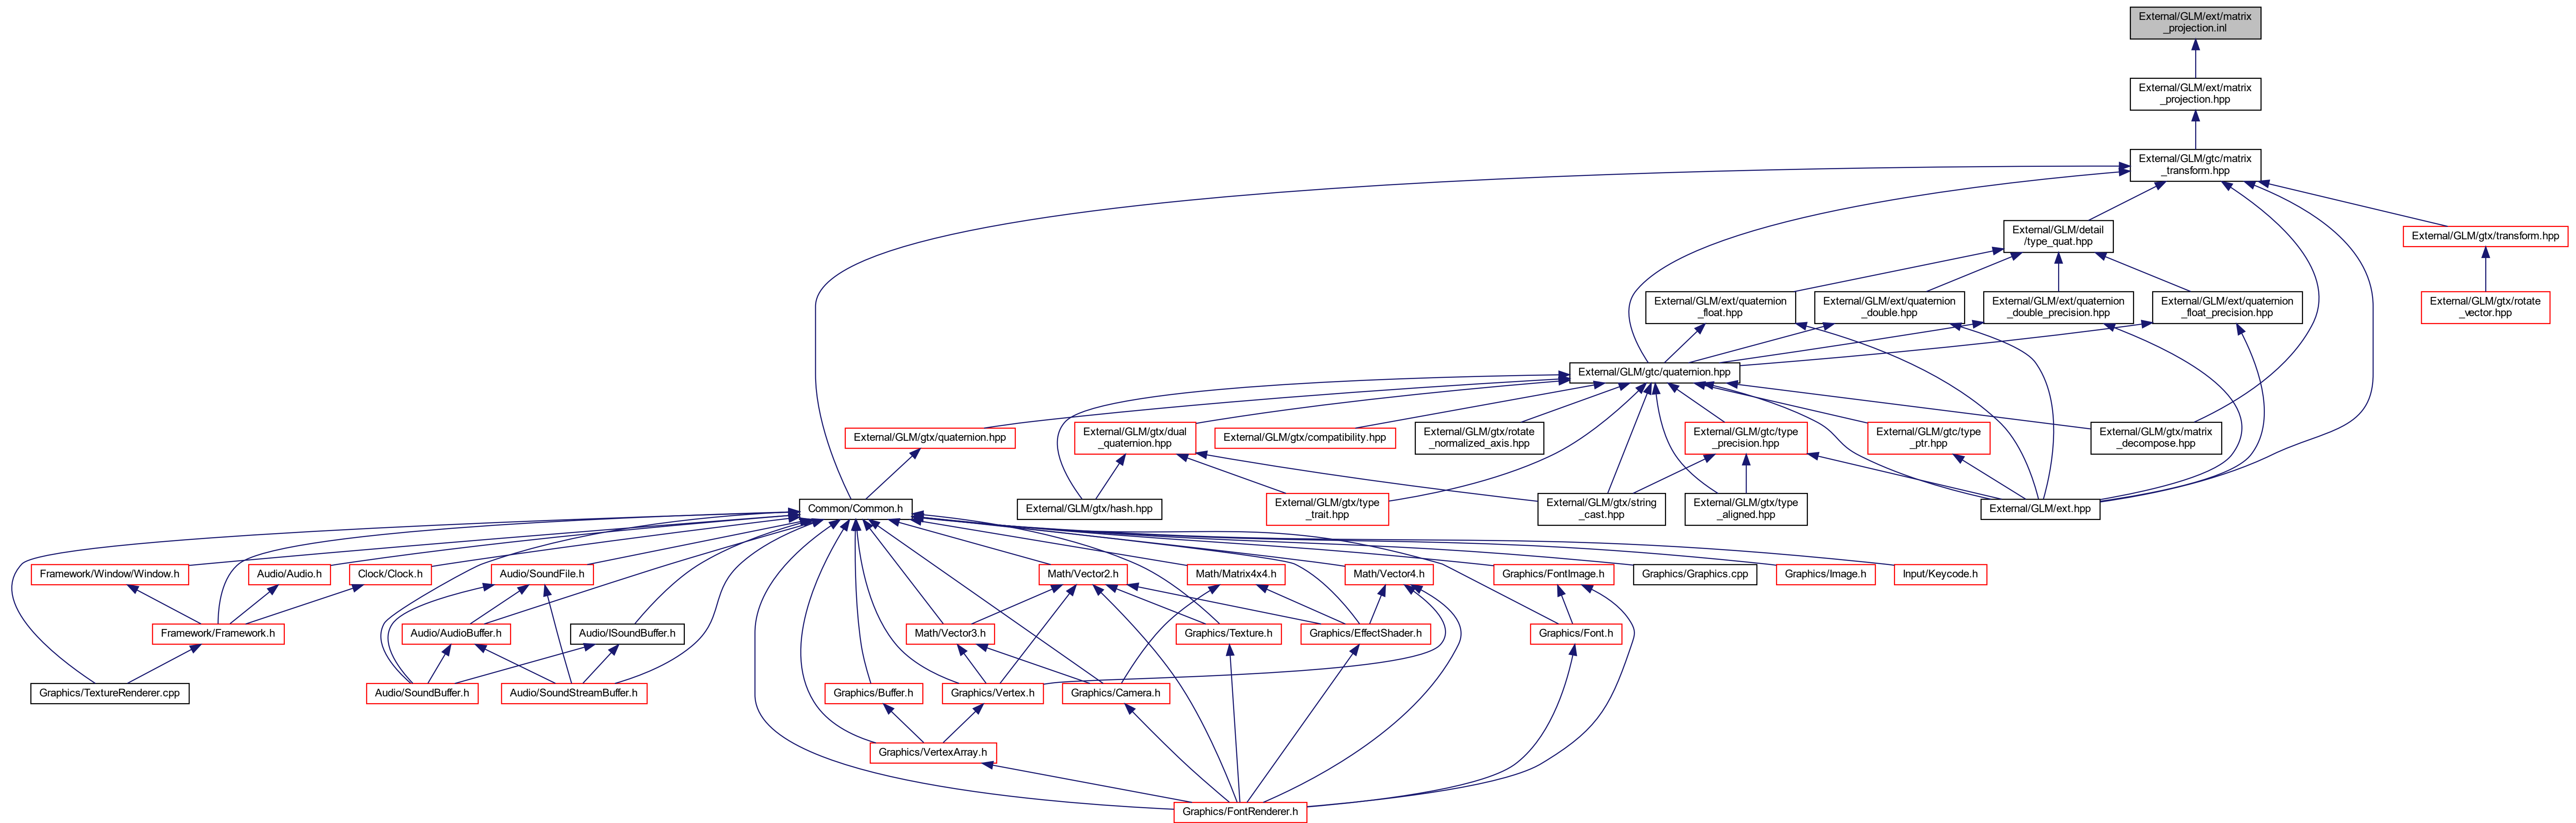 External/GLM/ext/matrix
_projection.inl
External/GLM/ext/matrix
_projection.hpp
External/GLM/gtc/matrix
_transform.hpp
External/GLM/detail
/type_quat.hpp
External/GLM/gtx/transform.hpp
External/GLM/ext/quaternion
_float.hpp
External/GLM/ext/quaternion
_double.hpp
External/GLM/ext/quaternion
_double_precision.hpp
External/GLM/ext/quaternion
_float_precision.hpp
External/GLM/gtx/rotate
_vector.hpp
External/GLM/gtc/quaternion.hpp
External/GLM/gtx/quaternion.hpp
External/GLM/gtx/dual
_quaternion.hpp
External/GLM/gtx/compatibility.hpp
External/GLM/gtx/rotate
_normalized_axis.hpp
External/GLM/gtc/type
_precision.hpp
External/GLM/gtc/type
_ptr.hpp
External/GLM/gtx/matrix
_decompose.hpp
Common/Common.h
External/GLM/gtx/hash.hpp
External/GLM/gtx/type
_trait.hpp
External/GLM/gtx/string
_cast.hpp
External/GLM/gtx/type
_aligned.hpp
External/GLM/ext.hpp
Framework/Window/Window.h
Audio/Audio.h
Clock/Clock.h
Audio/SoundFile.h
Math/Vector2.h
Math/Matrix4x4.h
Math/Vector4.h
Graphics/FontImage.h
Graphics/Graphics.cpp
Graphics/Image.h
Input/Keycode.h
Framework/Framework.h
Audio/AudioBuffer.h
Audio/ISoundBuffer.h
Math/Vector3.h
Graphics/Texture.h
Graphics/EffectShader.h
Graphics/Font.h
Graphics/TextureRenderer.cpp
Audio/SoundBuffer.h
Audio/SoundStreamBuffer.h
Graphics/Buffer.h
Graphics/Vertex.h
Graphics/Camera.h
Graphics/VertexArray.h
Graphics/FontRenderer.h